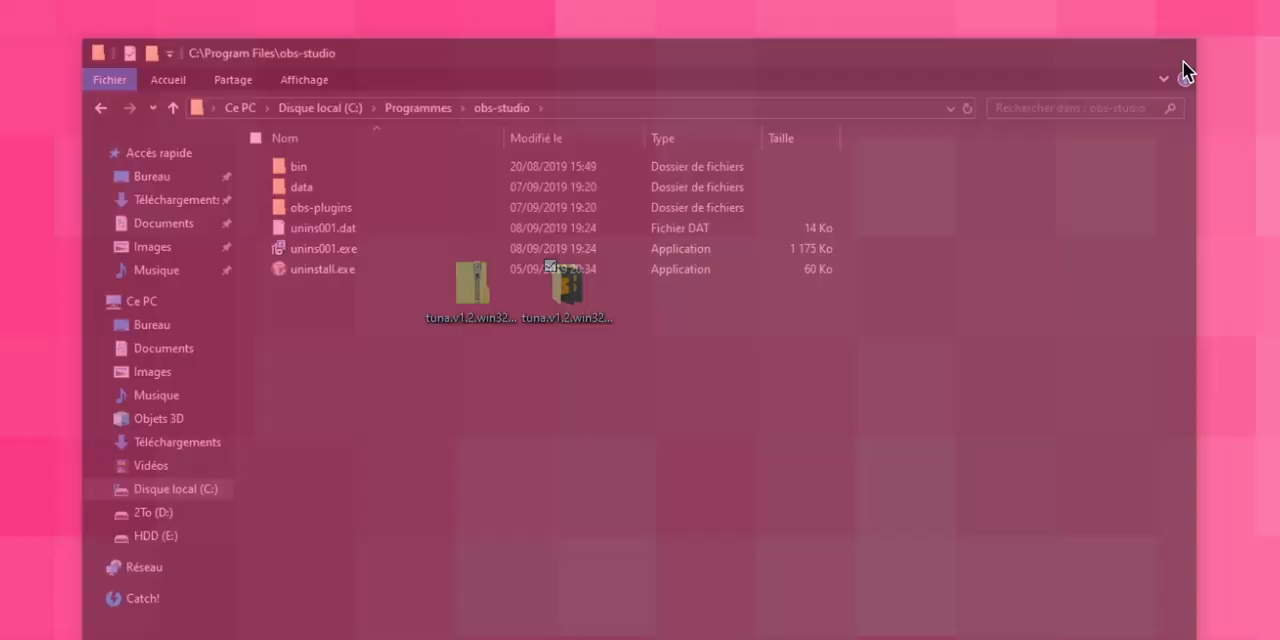 C:\Program Files\obs-studio
Fichier Accueil Partage Affichage
Ce PC Disque local (C:) Programmes obs-studio Rechercher dans : obs-studio
Nom Modifié le Type Taille
Accès rapide
Bureau
Téléchargements
Documents
Images
Musique
Ce PC
Bureau
Documents
Images
Musique
Objets 3D
Téléchargements
Vidéos
Disque local (C:)
2To (D:)
HDD (E:)
Réseau
Catch!
bin 20/08/2019 15:49 Dossier de fichiers
data 07/09/2019 19:20 Dossier de fichiers
obs-plugins 07/09/2019 19:20 Dossier de fichiers
unins001.dat 08/09/2019 19:24 Fichier DAT 14 Ko
unins001.exe 08/09/2019 19:24 Application 1 175 Ko
uninstall.exe 05/09/2019 20:34 Application 60 Ko
tuna.v1.2.win32... tuna.v1.2.win32...